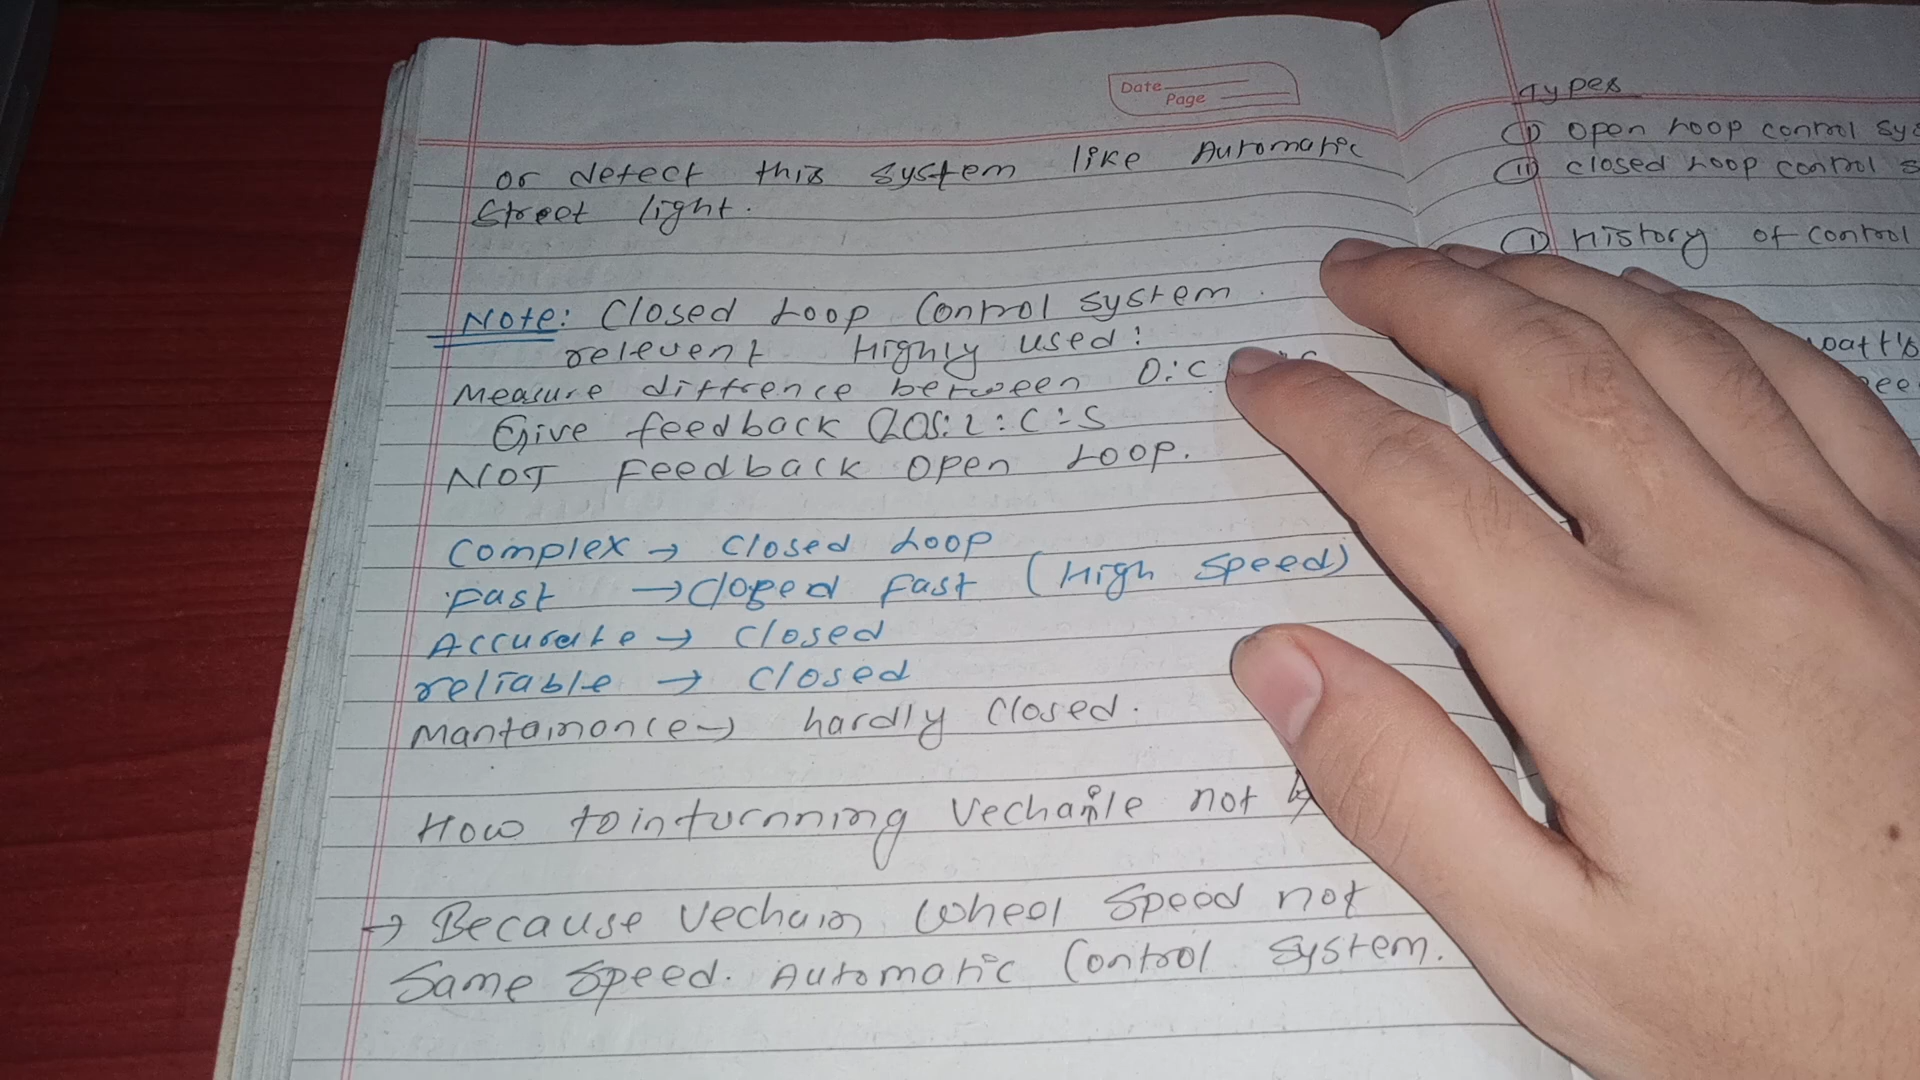 Date
Page
or detect this system like Automatic
Street light.
Note: Closed Loop Control system
relevent Highly used:
Measure diffrence between O:C
Give feedback CLOS:L:C:S
NOT Feedback open Loop.
Complex → Closed Loop
Fast → Closed fast (High Speed)
Accurate → Closed
reliable → Closed
Mantainance → hardly Closed.
How to in turnning not
→ Because wheel Speed not
Same Speed. Automatic Control System.
Types
(I) Open Loop control sys
(II) closed Loop control s
(I) History of control